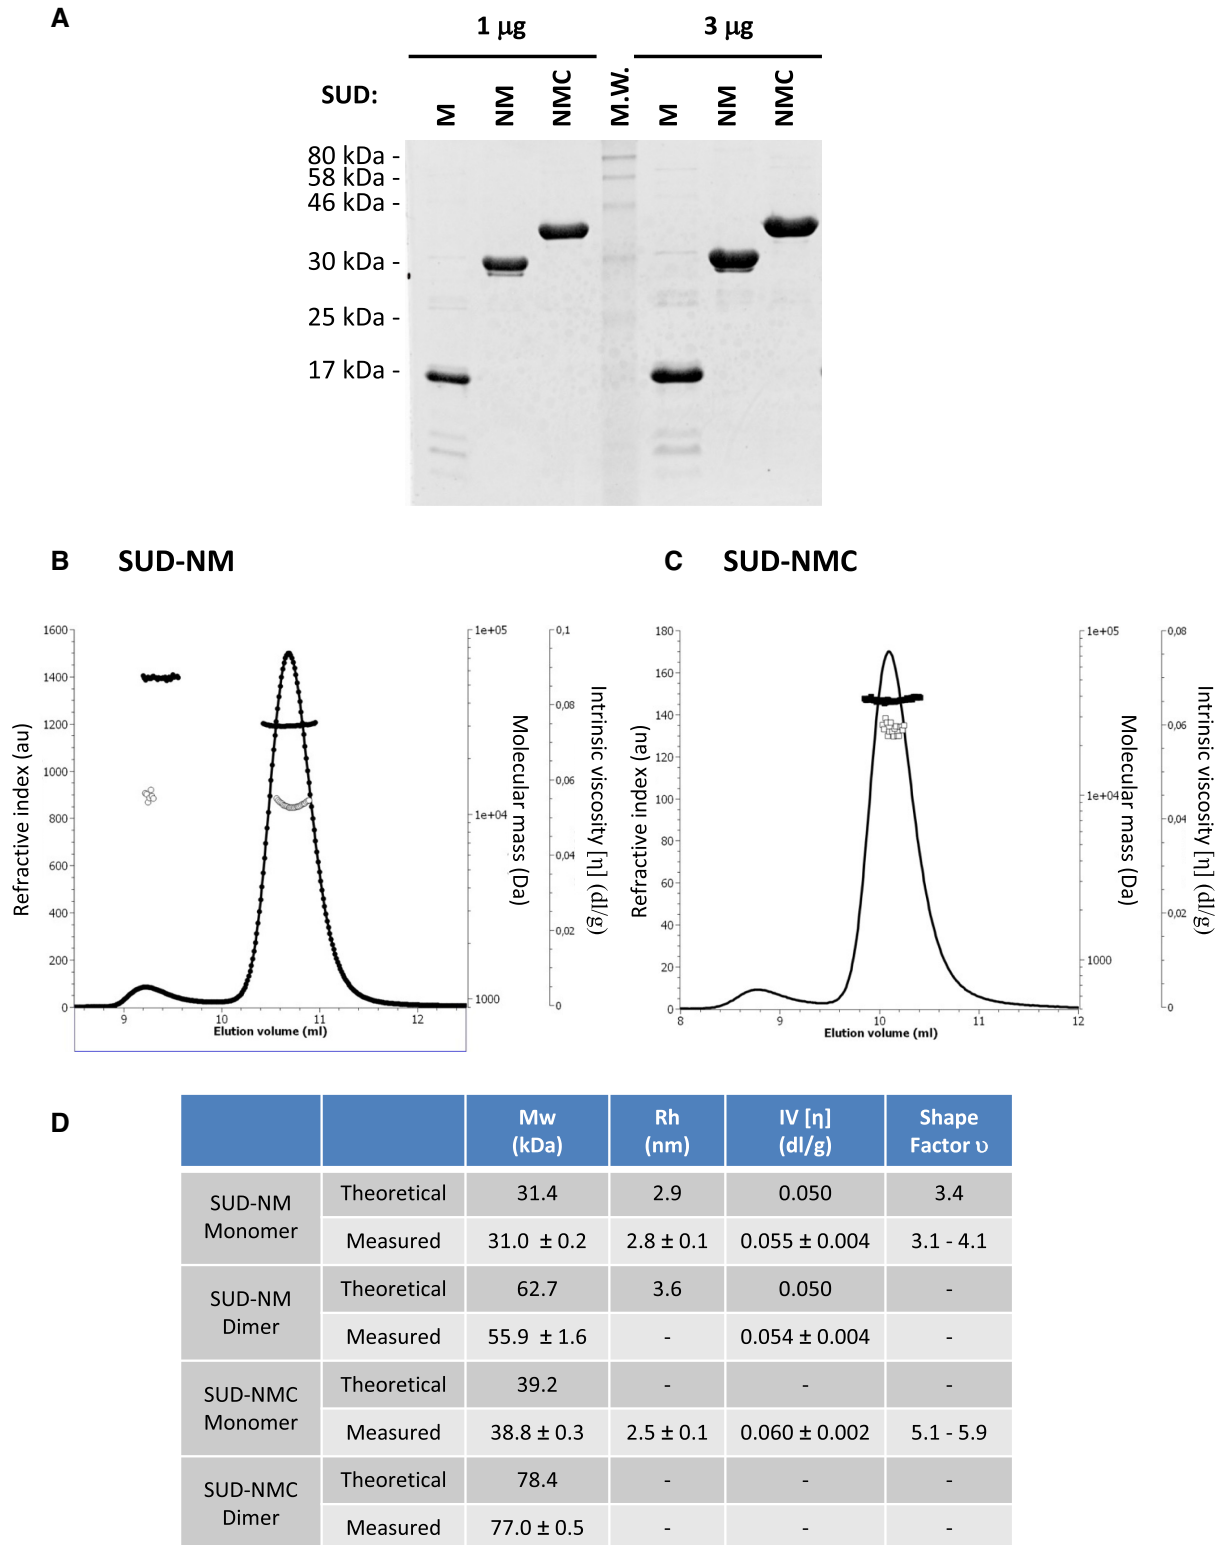 A
1 µg
3 µg
SUD:
M
NM
NMC
M.W.
M
NM
NMC
80 kDa -
58 kDa -
46 kDa -
30 kDa -
25 kDa -
17 kDa -
B SUD-NM
1600
1400
1200
1000
800
600
400
200
0
Refractive index (au)
9
10
11
12
Elution volume (ml)
1e+05
1e+04
1000
Molecular mass (Da)
0,1
0,08
0,06
0,04
0,02
0
Intrinsic viscosity [η] (dl/g)
C SUD-NMC
180
160
140
120
100
80
60
40
20
0
Refractive index (au)
8
9
10
11
12
Elution volume (ml)
1e+05
1e+04
1000
Molecular mass (Da)
0,08
0,06
0,04
0,02
0
Intrinsic viscosity [η] (dl/g)
D
Mw (kDa) Rh (nm) IV [η] (dl/g) Shape Factor υ
SUD-NM Monomer Theoretical 31.4 2.9 0.050 3.4
Measured 31.0 ± 0.2 2.8 ± 0.1 0.055 ± 0.004 3.1 - 4.1
SUD-NM Dimer Theoretical 62.7 3.6 0.050 -
Measured 55.9 ± 1.6 - 0.054 ± 0.004 -
SUD-NMC Monomer Theoretical 39.2 - - -
Measured 38.8 ± 0.3 2.5 ± 0.1 0.060 ± 0.002 5.1 - 5.9
SUD-NMC Dimer Theoretical 78.4 - - -
Measured 77.0 ± 0.5 - - -